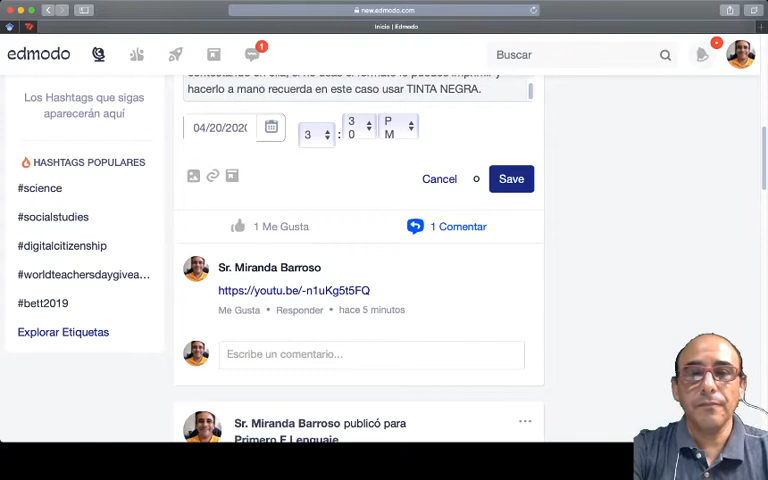 new.edmodo.com
Inicio | Edmodo
edmodo
1
Buscar
Los Hashtags que sigas
aparecerán aquí
HASHTAGS POPULARES
#science
#socialstudies
#digitalcitizenship
#worldteachersdaygivea...
#bett2019
Explorar Etiquetas
hacerlo a mano recuerda en este caso usar TINTA NEGRA.
04/20/2020
3 : 30 PM
Cancel o Save
1 Me Gusta 1 Comentar
Sr. Miranda Barroso
https://youtu.be/-n1uKg5t5FQ
Me Gusta • Responder • hace 5 minutos
Escribe un comentario...
Sr. Miranda Barroso publicó para
Primero E Lenguaje